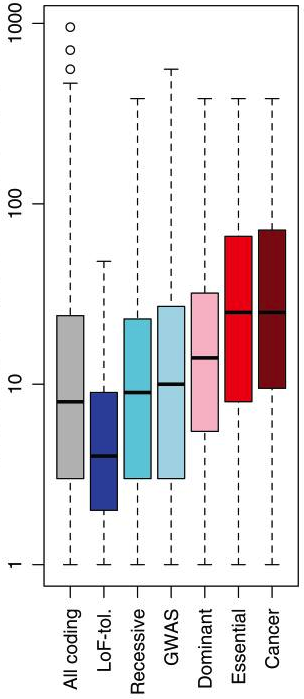 1000
100
10
1
All coding
LoF-tol.
Recessive
GWAS
Dominant
Essential
Cancer